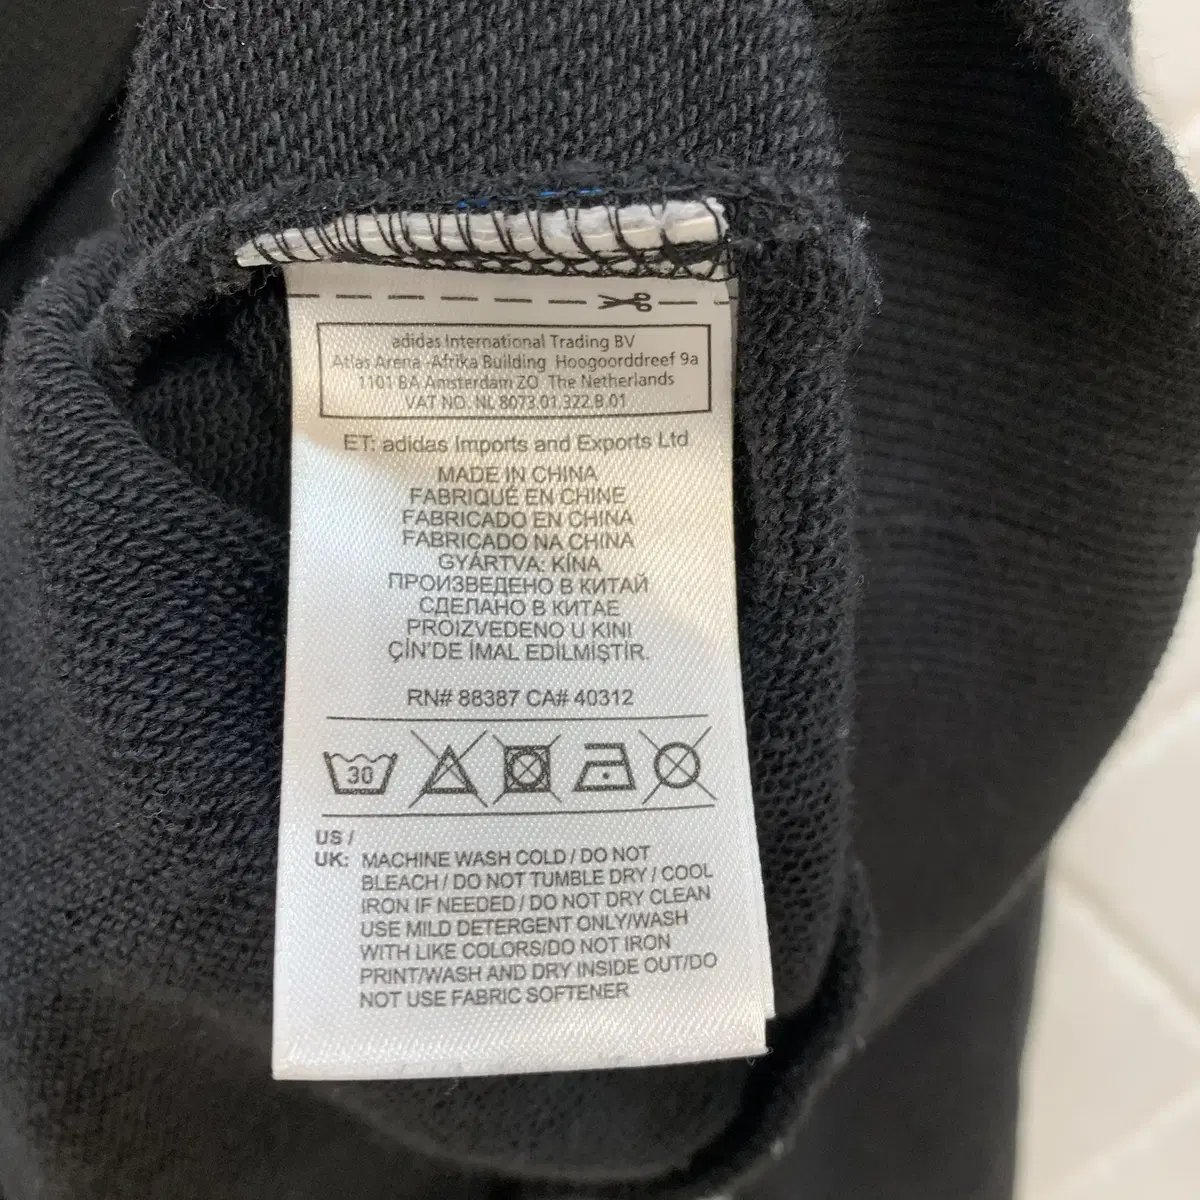 adidas International Trading BV
Atlas Arena -Afrika Building Hoogoorddreef 9a
1101 BA Amsterdam ZO The Netherlands
VAT NO. NL 8073.01.322.B.01
ET: adidas Imports and Exports Ltd
MADE IN CHINA
FABRIQUÉ EN CHINE
FABRICADO EN CHINA
FABRICADO NA CHINA
GYÁRTVA: KÍNA
ПРОИЗВЕДЕНО В КИТАЙ
СДЕЛАНО В КИТАЕ
PROIZVEDENO U KINI
ÇİN'DE İMAL EDİLMİŞTİR.
RN# 88387 CA# 40312
30
US /
UK: MACHINE WASH COLD / DO NOT
BLEACH / DO NOT TUMBLE DRY / COOL
IRON IF NEEDED / DO NOT DRY CLEAN
USE MILD DETERGENT ONLY/WASH
WITH LIKE COLORS/DO NOT IRON
PRINT/WASH AND DRY INSIDE OUT/DO
NOT USE FABRIC SOFTENER